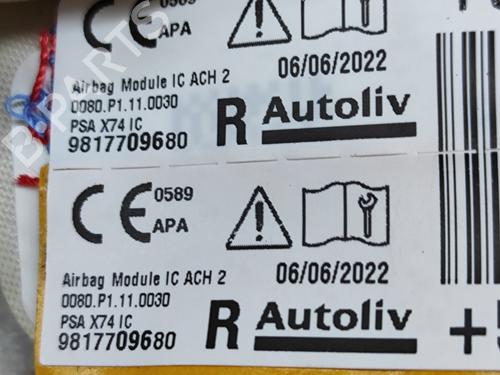 CE 0589
APA
Airbag Module IC ACH 2
06/06/2022
0080.P1.11.0030
PSA X74 IC
R Autoliv
9817709680
CE 0589
APA
Airbag Module IC ACH 2
06/06/2022
0080.P1.11.0030
PSA X74 IC
R Autoliv
9817709680
B-PARTS